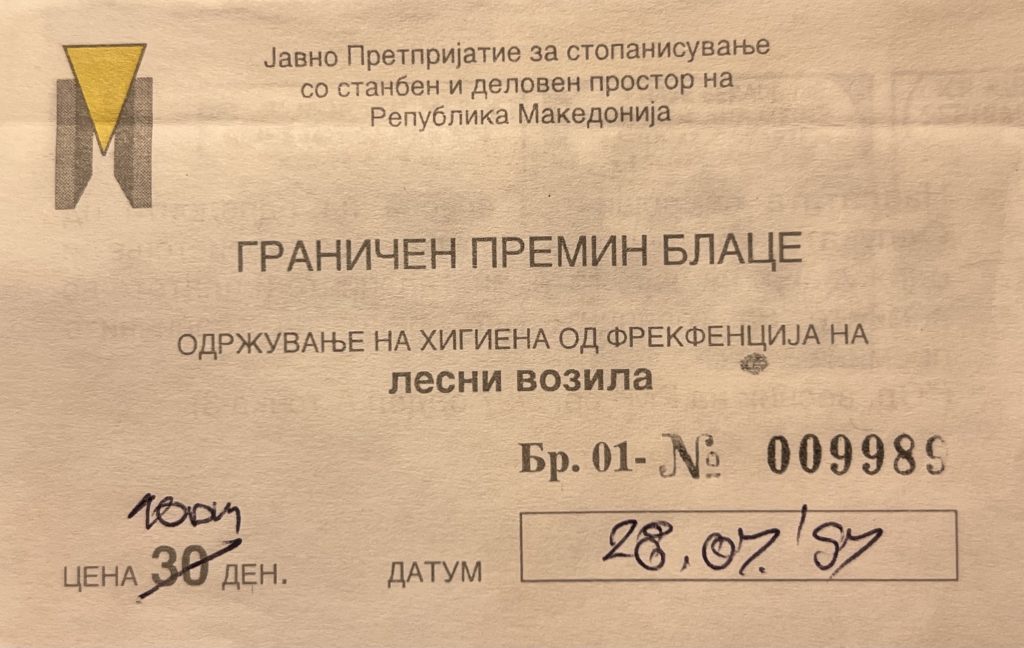 Јавно Претпријатие за стопанисување
со станбен и деловен простор на
Република Македонија
ГРАНИЧЕН ПРЕМИН БЛАЦЕ
ОДРЖУВАЊЕ НА ХИГИЕНА ОД ФРЕКФЕНЦИЈА НА
лесни возила
Бр. 01- № 009989
ЦЕНА 30 ДЕН. ДАТУМ 28.07.'97